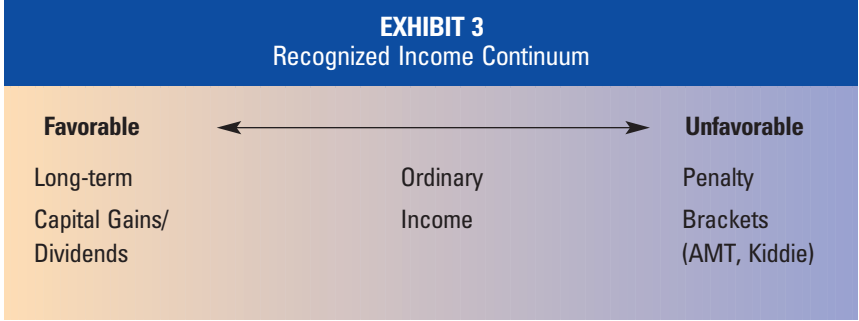 EXHIBIT 3
Recognized Income Continuum
Favorable
Unfavorable
Long-term
Capital Gains/
Dividends
Ordinary
Income
Penalty
Brackets
(AMT, Kiddie)